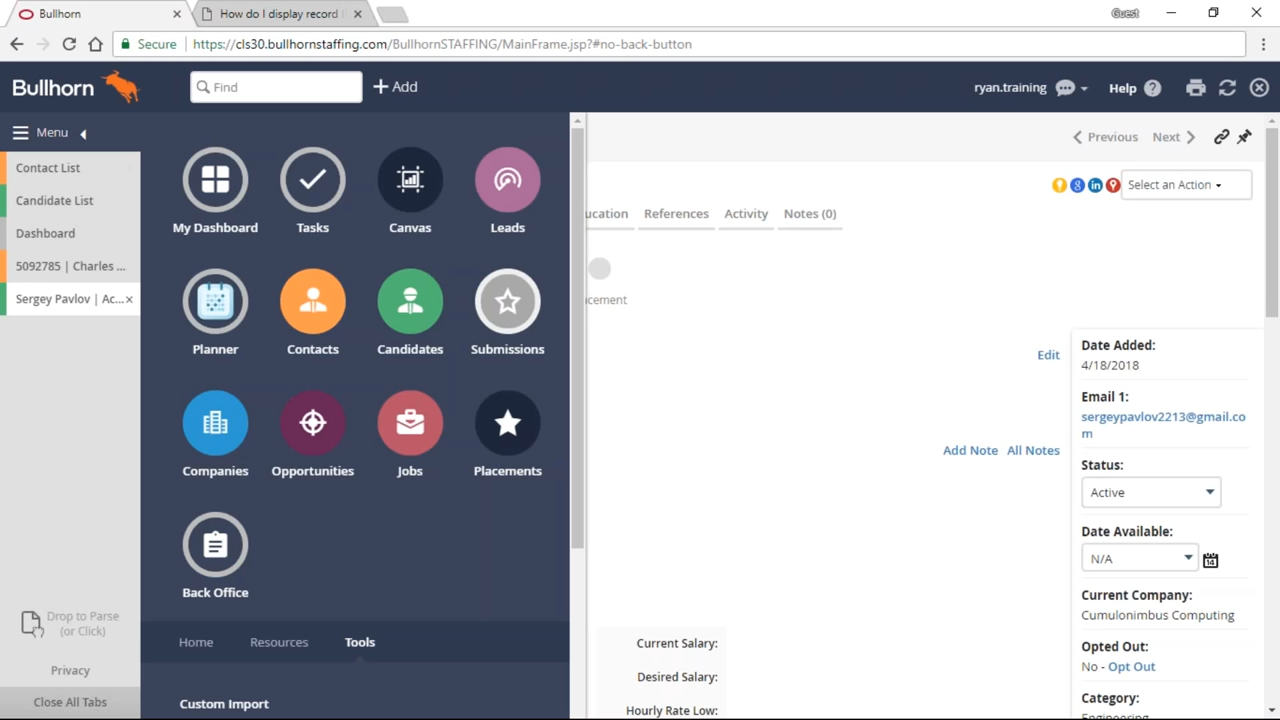 Bullhorn
How do I display record
Guest
Secure
https://cls30.bullhornstaffing.com/BullhornSTAFFING/MainFrame.jsp?#no-back-button
Bullhorn
Find
Add
ryan.training
Help
Menu
Previous
Next
Contact List
Candidate List
Dashboard
5092785 | Charles ...
Sergey Pavlov | Ac...
My Dashboard
Tasks
Canvas
Leads
Planner
Contacts
Candidates
Submissions
Companies
Opportunities
Jobs
Placements
Back Office
Home
Resources
Tools
Custom Import
Drop to Parse
(or Click)
Privacy
Close All Tabs
Select an Action
ucation
References
Activity
Notes (0)
cement
Edit
Add Note
All Notes
Current Salary:
Desired Salary:
Hourly Rate Low:
Date Added:
4/18/2018
Email 1:
sergeypavlov2213@gmail.co
m
Status:
Active
Date Available:
N/A
14
Current Company:
Cumulonimbus Computing
Opted Out:
No - Opt Out
Category:
Engineering